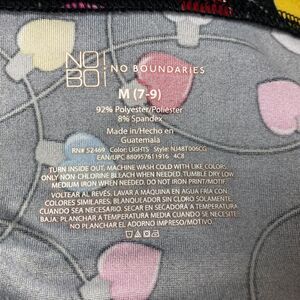 NO!
BO!
NO BOUNDARIES
M (7-9)
92% Polyester/Poliéster
8% Spandex
Made in/Hecho en
Guatemala
RN# 52469 Color: LIGHTS Style: NJ48T006CG
EAN/UPC 880957611916 4C8
TURN INSIDE OUT. MACHINE WASH COLD WITH LIKE COLOR.
ONLY NON-CHLORINE BLEACH WHEN NEEDED. TUMBLE DRY LOW
MEDIUM IRON WHEN NEEDED. DO NOT IRON TRIMS/PRINT.
VOLTEAR AL REVÉS. LAVAR A MÁQUINA EN AGUA FRÍA CON
COLORES SIMILARES. BLANQUEADOR SIN CLORO SOLAMENTE
CUANDO SEA NECESARIO. SECAR EN SECADORA A TEMPERATURA
BAJA. PLANCHAR A TEMPERATURA MEDIA CUANDO SE NECESITE
NO PLANCHAR EL ADORNO IMPRESO/MOTIVO.